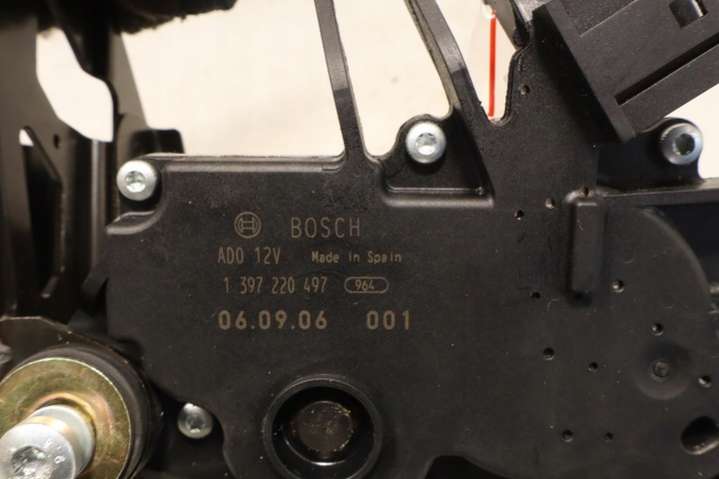 BOSCH
ADO 12V Made in Spain
1 397 220 497 964
06.09.06 001